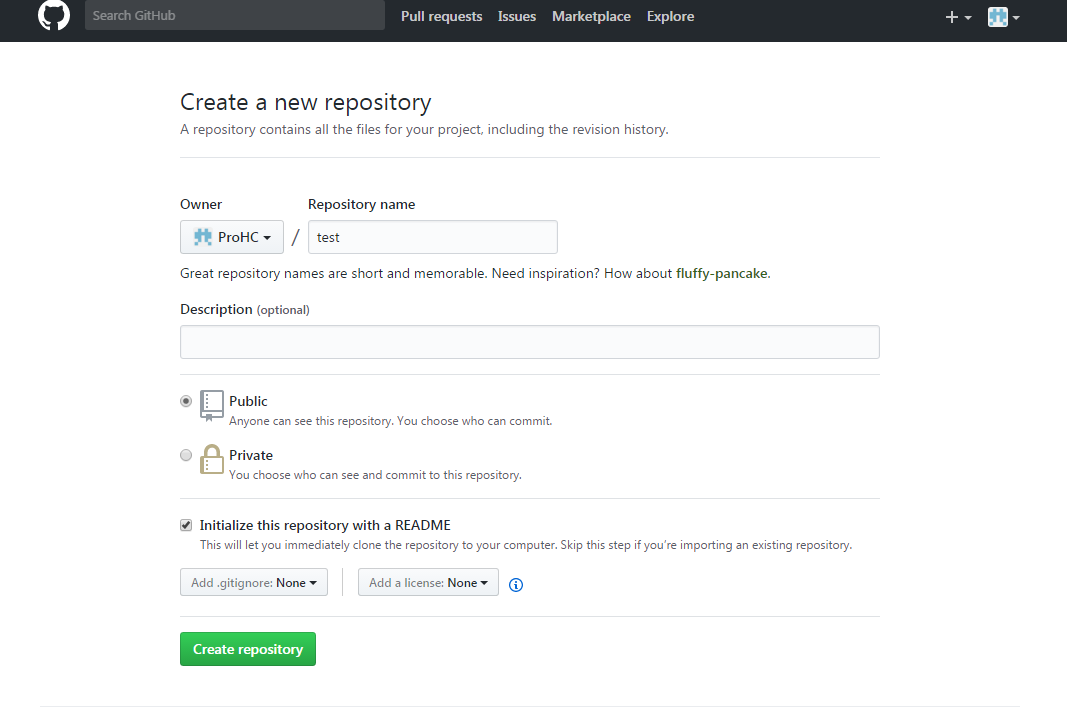 Search GitHub Pull requests Issues Marketplace Explore
Create a new repository
A repository contains all the files for your project, including the revision history.
Owner Repository name
ProHC / test
Great repository names are short and memorable. Need inspiration? How about fluffy-pancake.
Description (optional)
Public
Anyone can see this repository. You choose who can commit.
Private
You choose who can see and commit to this repository.
Initialize this repository with a README
This will let you immediately clone the repository to your computer. Skip this step if you’re importing an existing repository.
Add .gitignore: None Add a license: None
Create repository